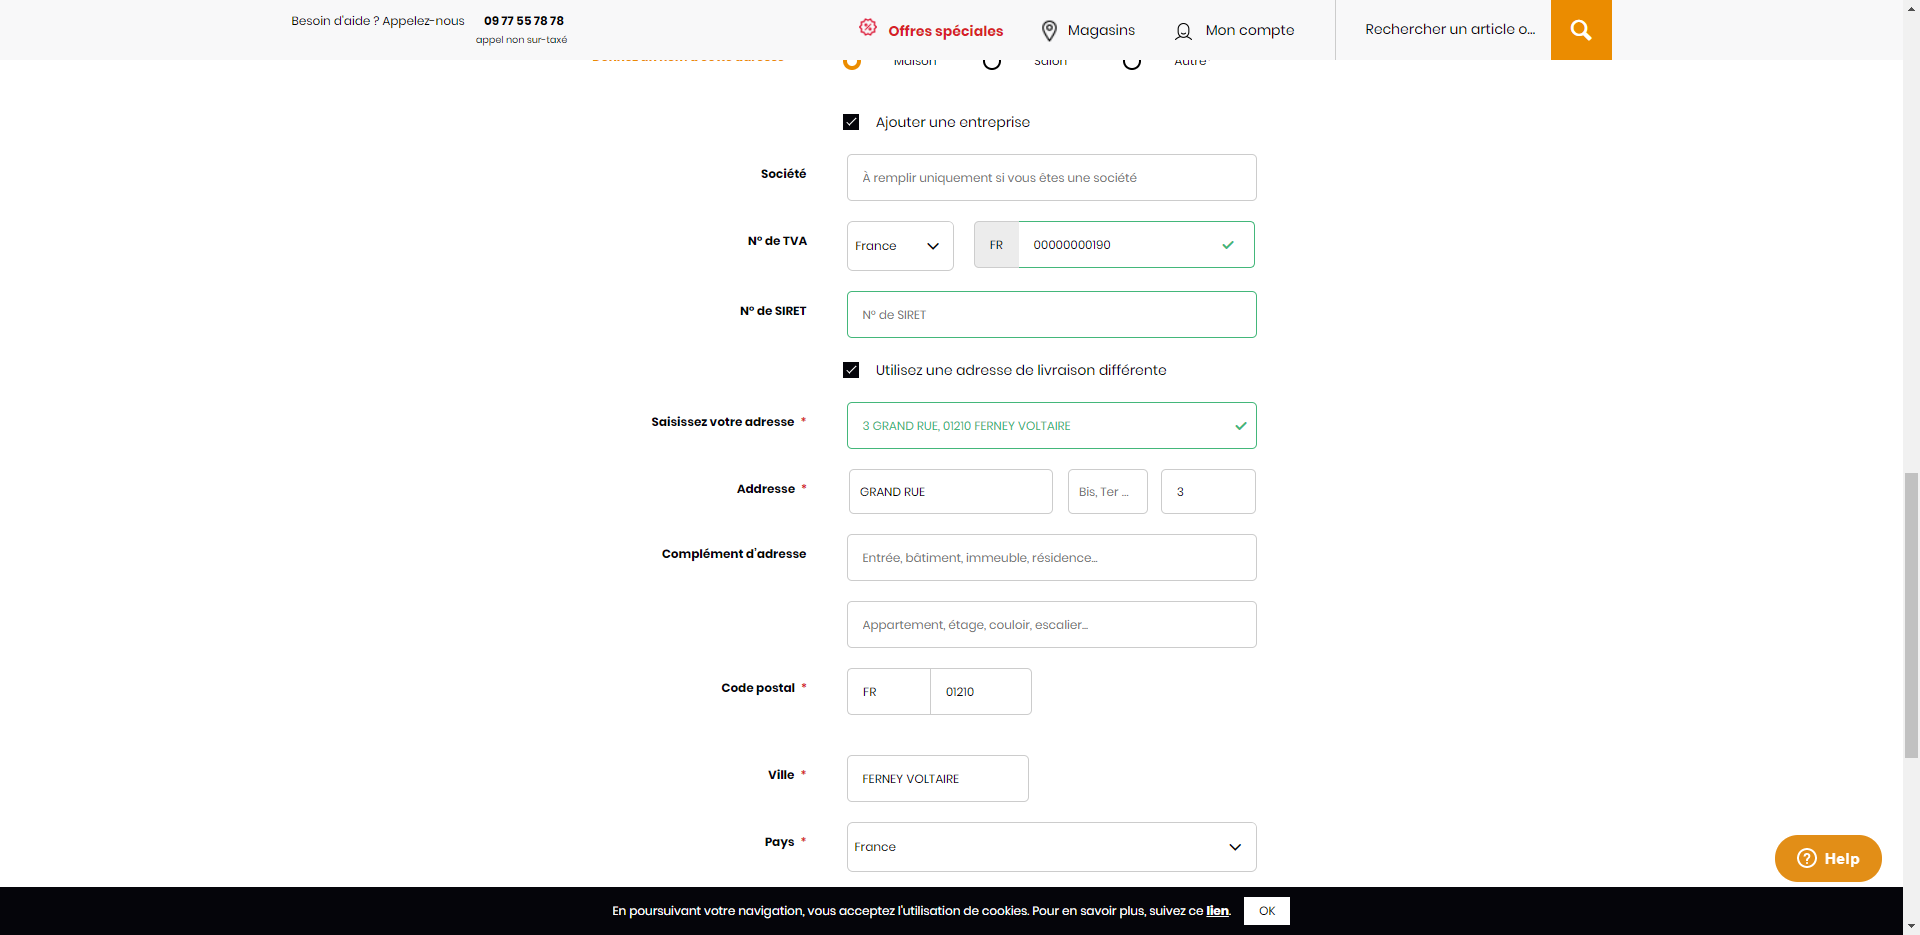 Besoin d'aide ? Appelez-nous 09 77 55 78 78
appel non sur-taxé
Offres spéciales
Magasins
Mon compte
Rechercher un article o...
Maison
Salon
Autre
Ajouter une entreprise
Société
À remplir uniquement si vous êtes une société
N° de TVA
France
FR
00000000190
N° de SIRET
N° de SIRET
Utilisez une adresse de livraison différente
Saisissez votre adresse *
3 GRAND RUE, 01210 FERNEY VOLTAIRE
Addresse *
GRAND RUE
Bis, Ter ...
3
Complément d'adresse
Entrée, bâtiment, immeuble, résidence...
Appartement, étage, couloir, escalier...
Code postal *
FR
01210
Ville *
FERNEY VOLTAIRE
Pays *
France
Help
En poursuivant votre navigation, vous acceptez l'utilisation de cookies. Pour en savoir plus, suivez ce lien.
OK